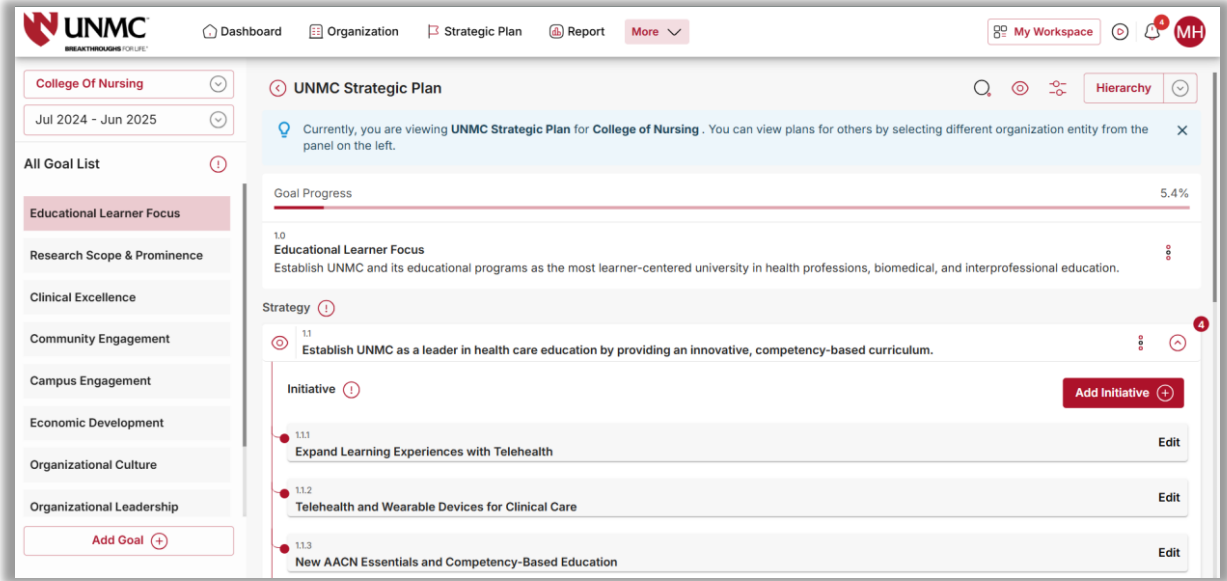 UNMC
BREAKTHROUGHS FOR LIFE™
Dashboard
Organization
Strategic Plan
Report
More
My Workspace
4
MH
College Of Nursing
Jul 2024 - Jun 2025
All Goal List
Educational Learner Focus
Research Scope & Prominence
Clinical Excellence
Community Engagement
Campus Engagement
Economic Development
Organizational Culture
Organizational Leadership
Add Goal
UNMC Strategic Plan
Hierarchy
Currently, you are viewing UNMC Strategic Plan for College of Nursing . You can view plans for others by selecting different organization entity from the
panel on the left.
Goal Progress
5.4%
1.0
Educational Learner Focus
Establish UNMC and its educational programs as the most learner-centered university in health professions, biomedical, and interprofessional education.
Strategy
4
1.1
Establish UNMC as a leader in health care education by providing an innovative, competency-based curriculum.
Initiative
Add Initiative
1.1.1
Expand Learning Experiences with Telehealth
Edit
1.1.2
Telehealth and Wearable Devices for Clinical Care
Edit
1.1.3
New AACN Essentials and Competency-Based Education
Edit